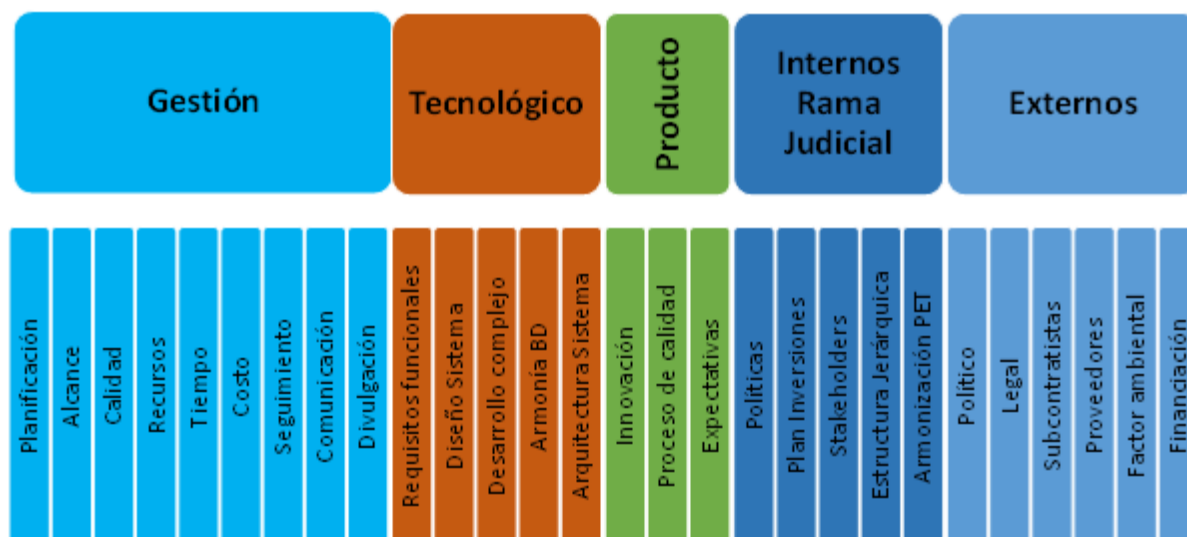 Gestión
Tecnológico
Producto
Internos
Rama
Judicial
Externos
Planificación
Alcance
Calidad
Recursos
Tiempo
Costo
Seguimiento
Comunicación
Divulgación
Requisitos funcionales
Diseño Sistema
Desarrollo complejo
Armonía BD
Arquitectura Sistema
Innovación
Proceso de calidad
Expectativas
Políticas
Plan Inversiones
Stakeholders
Estructura Jerárquica
Armonización PET
Político
Legal
Subcontratistas
Provedores
Factor ambiental
Financiación